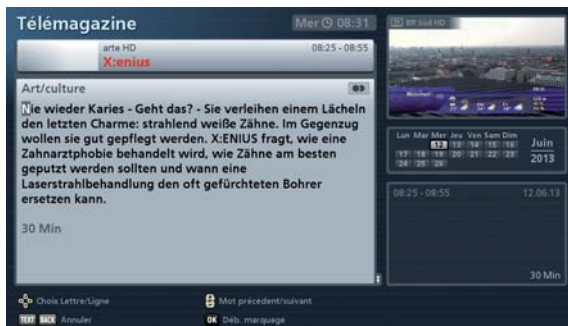 Télémagazine
Mer 08:31
BR Süd HD
arte HD
08:25 - 08:55
X:enius
Art/culture
Nie wieder Karies - Geht das? - Sie verleihen einem Lächeln
den letzten Charme: strahlend weiße Zähne. Im Gegenzug
wollen sie gut gepflegt werden. X:ENIUS fragt, wie eine
Zahnarztphobie behandelt wird, wie Zähne am besten
geputzt werden sollten und wann eine
Laserstrahlbehandlung den oft gefürchteten Bohrer
ersetzen kann.
30 Min
München
Lun Mar Mer Jeu Ven Sam Dim
12 13 14 15 16
17 18 19 20 21 22 23
24 25 26
Juin
2013
08:25 - 08:55
12.06.13
30 Min
Choix Lettre/Ligne
Mot précédent/suivant
TEXT BACK Annuler
OK Déb. marquage